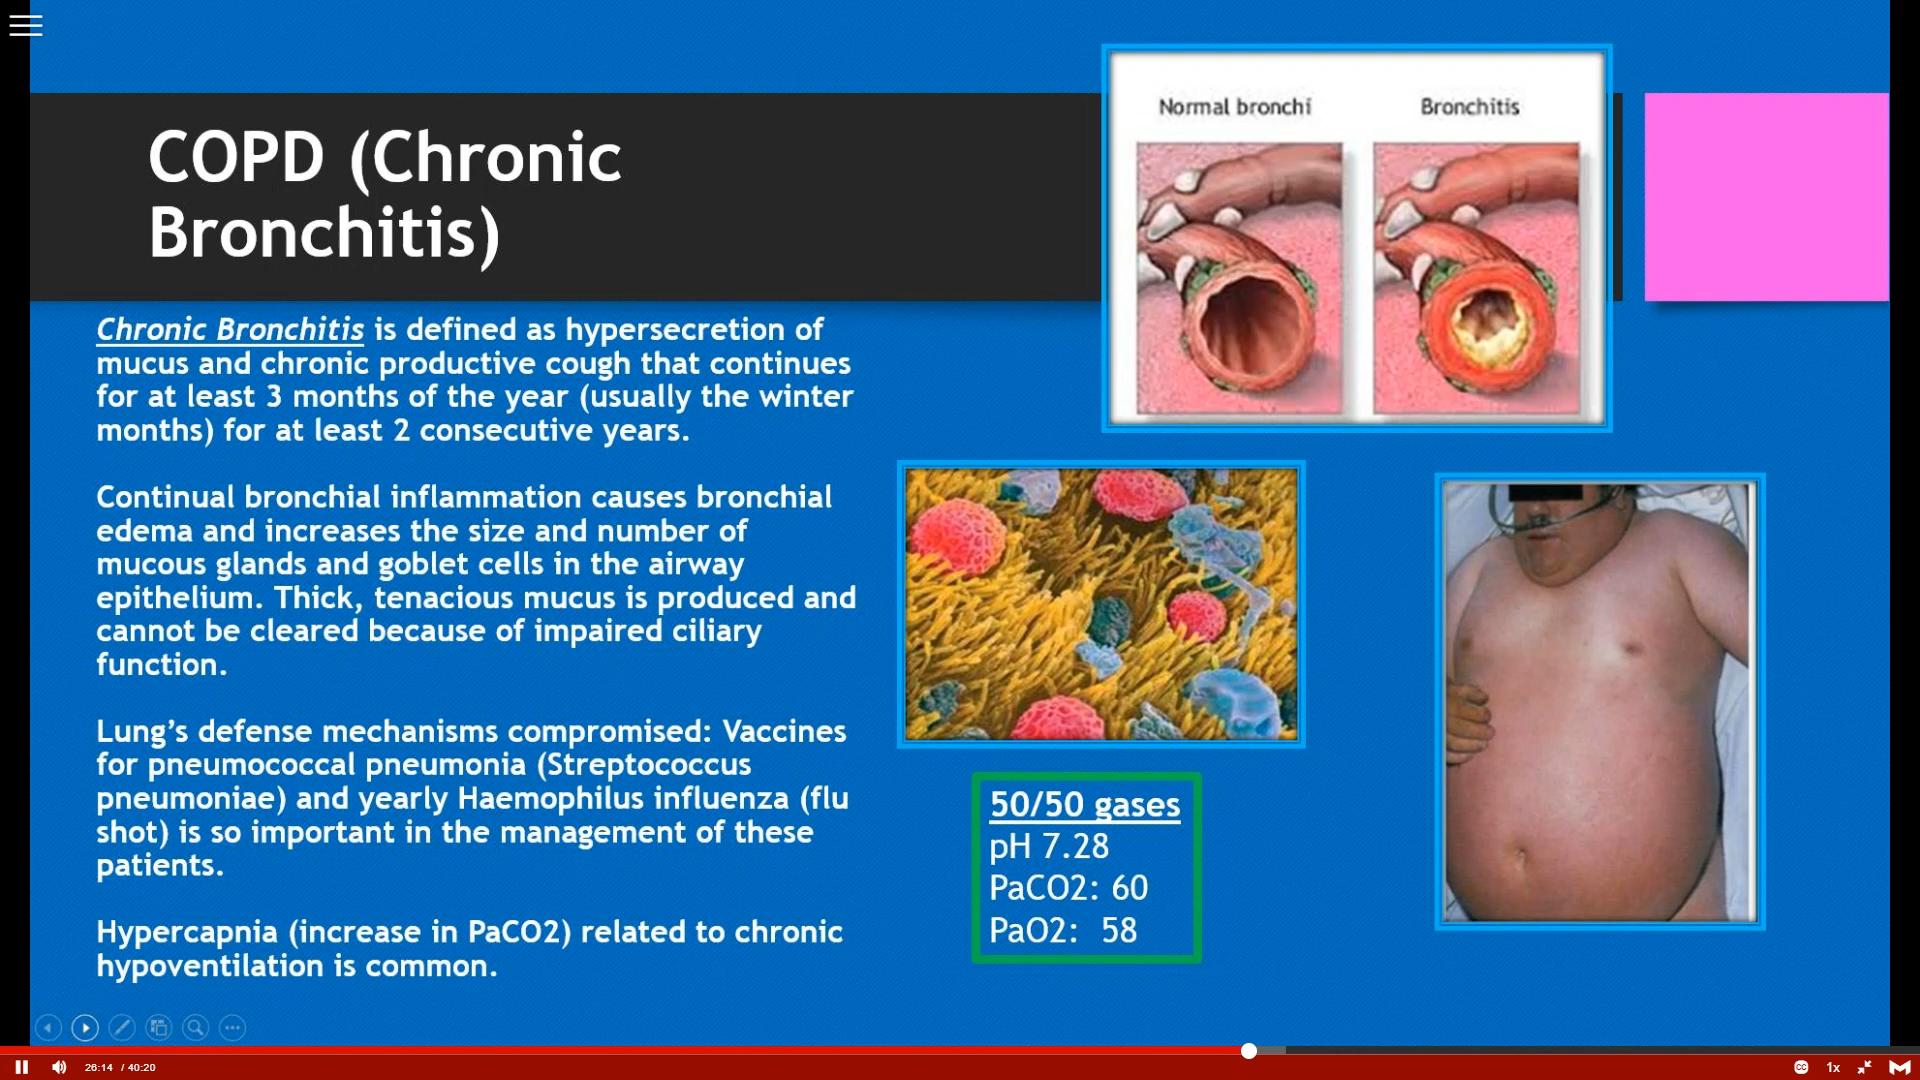 COPD (Chronic
Bronchitis)
Normal bronchi
Bronchitis
Chronic Bronchitis is defined as hypersecretion of
mucus and chronic productive cough that continues
for at least 3 months of the year (usually the winter
months) for at least 2 consecutive years.
Continual bronchial inflammation causes bronchial
edema and increases the size and number of
mucous glands and goblet cells in the airway
epithelium. Thick, tenacious mucus is produced and
cannot be cleared because of impaired ciliary
function.
Lung’s defense mechanisms compromised: Vaccines
for pneumococcal pneumonia (Streptococcus
pneumoniae) and yearly Haemophilus influenza (flu
shot) is so important in the management of these
patients.
Hypercapnia (increase in PaCO2) related to chronic
hypoventilation is common.
50/50 gases
pH 7.28
PaCO2: 60
PaO2: 58
26:14 / 40:20
CC
1x